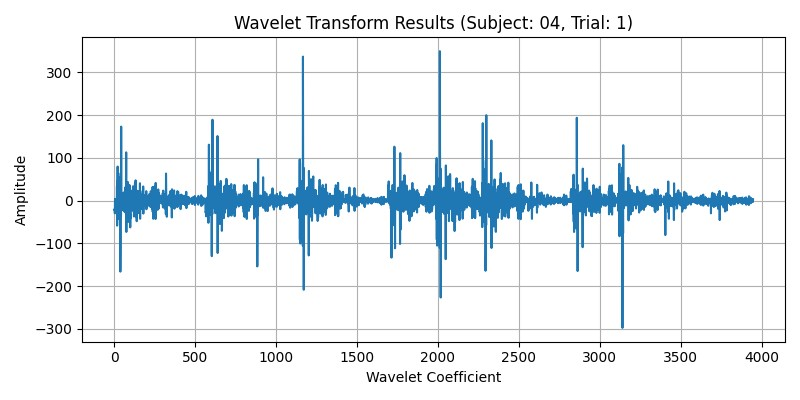 Wavelet Transform Results (Subject: 04, Trial: 1)
300
200
100
0
−100
−200
−300
Amplitude
0 500 1000 1500 2000 2500 3000 3500 4000
Wavelet Coefficient